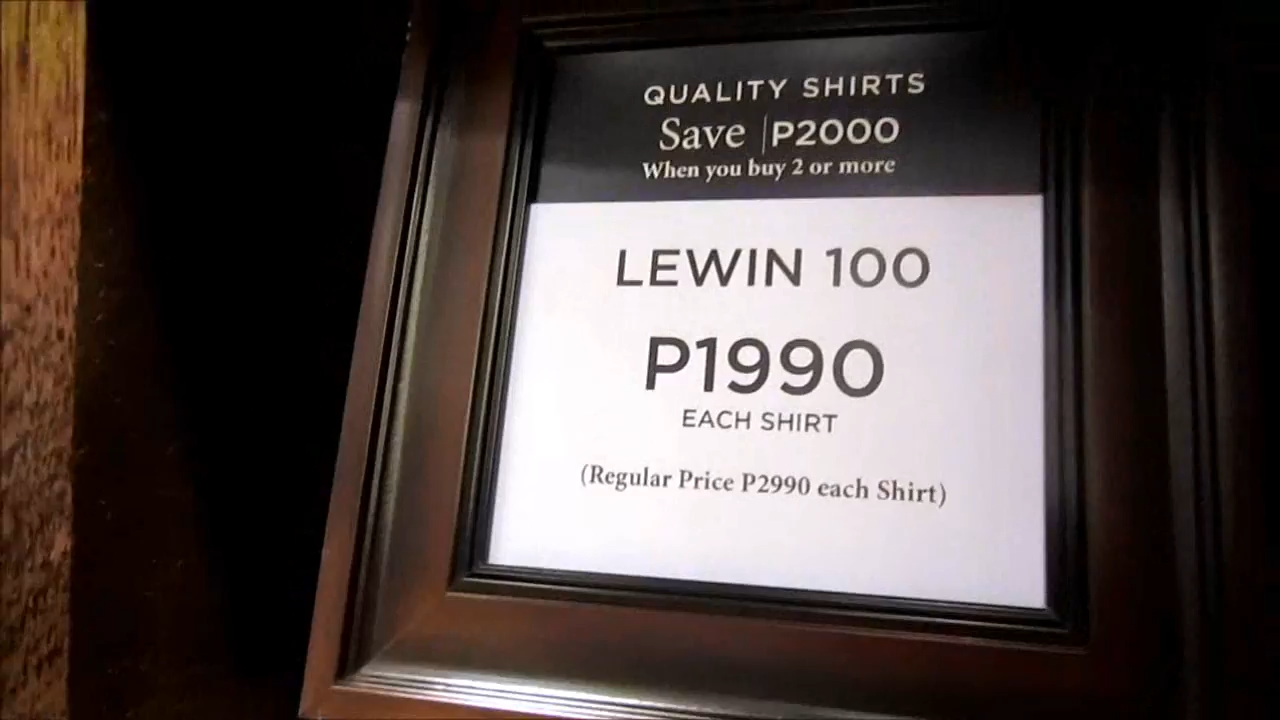 QUALITY SHIRTS
Save | P2000
When you buy 2 or more
LEWIN 100
P1990
EACH SHIRT
(Regular Price P2990 each Shirt)